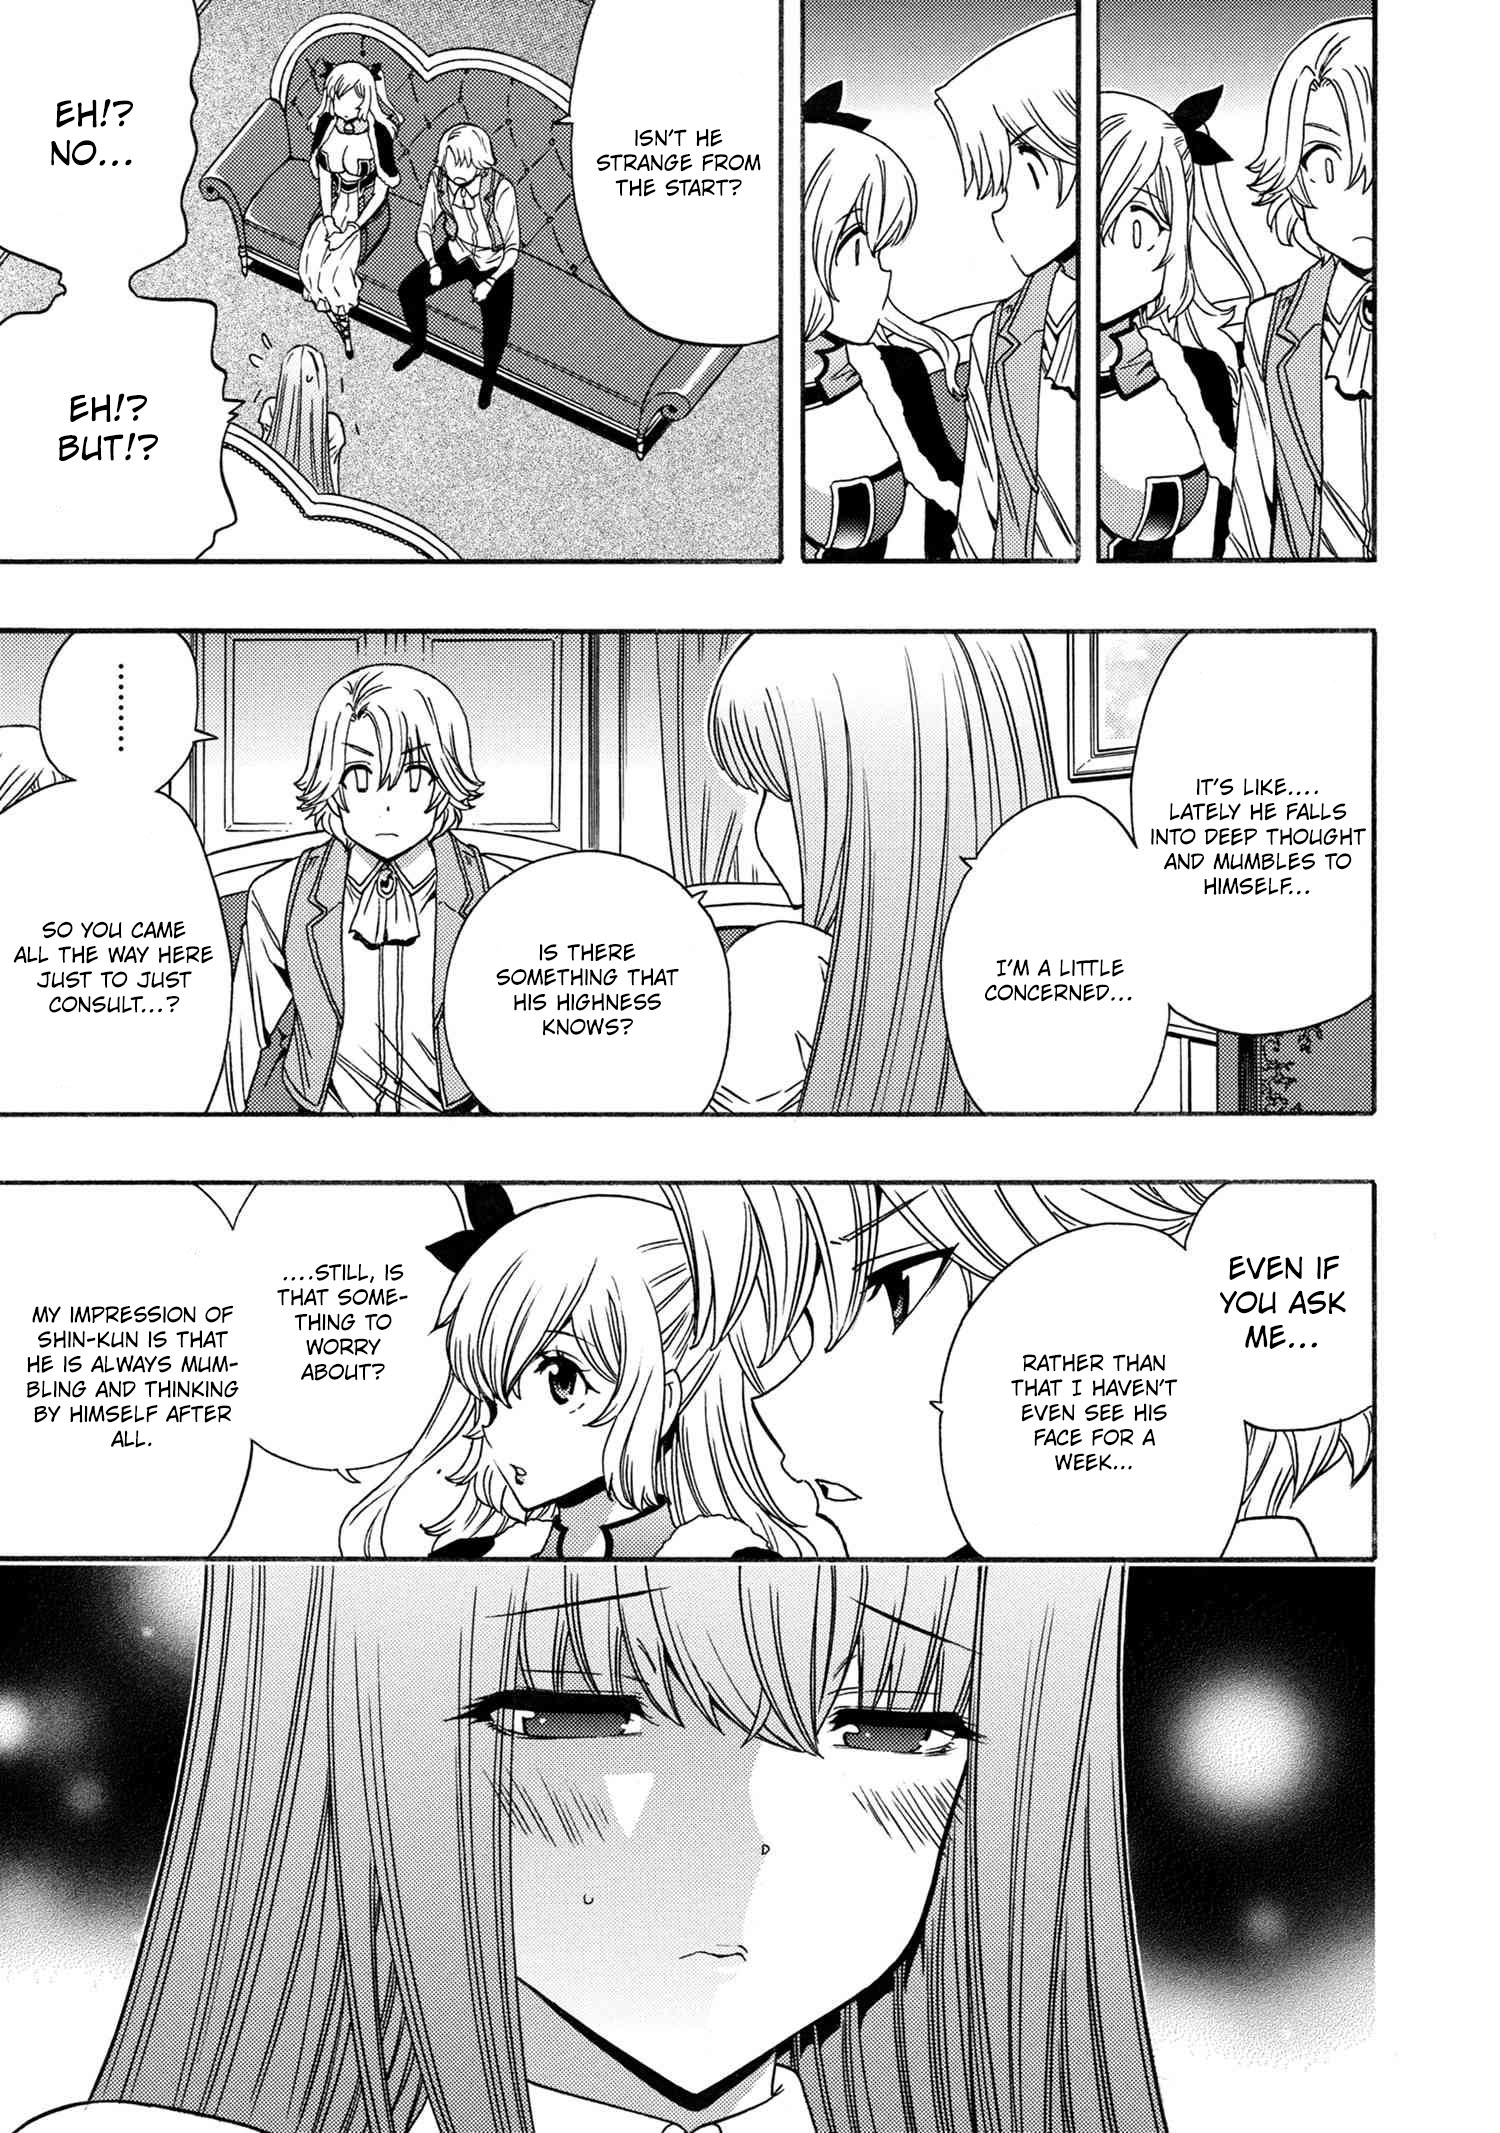 ISN'T HE
STRANGE FROM
THE START?
EH!?
NO...
EH!?
BUT!?
IT'S LIKE....
LATELY HE FALLS
INTO DEEP THOUGHT
AND MUMBLES TO
HIMSELF...
I'M A LITTLE
CONCERNED...
IS THERE
SOMETHING THAT
HIS HIGHNESS
KNOWS?
.........
SO YOU CAME
ALL THE WAY HERE
JUST TO JUST
CONSULT...?
EVEN IF
YOU ASK
ME...
RATHER THAN
THAT I HAVEN'T
EVEN SEE HIS
FACE FOR A
WEEK...
....STILL, IS
THAT SOME-
THING TO
WORRY
ABOUT?
MY IMPRESSION OF
SHIN-KUN IS THAT
HE IS ALWAYS MUM-
BLING AND THINKING
BY HIMSELF AFTER
ALL.